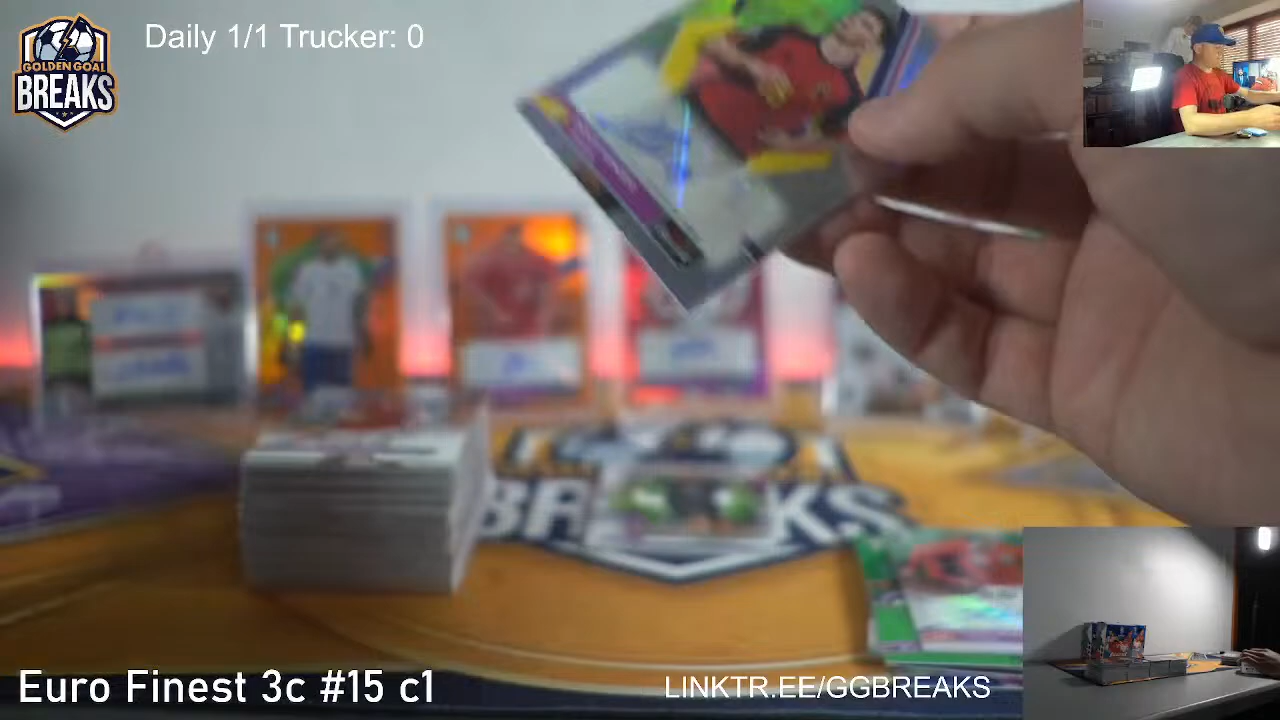 Daily 1/1 Trucker: 0
GOLDEN GOAL
BREAKS
Euro Finest 3c #15 c1
LINKTR.EE/GGBREAKS